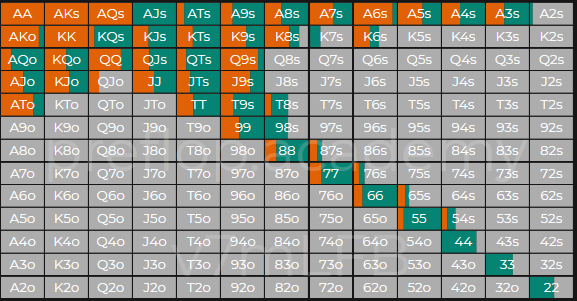 AA AKs AQs AJs ATs A9s A8s A7s A6s A5s A4s A3s A2s
AKo KK KQs KJs KTs K9s K8s K7s K6s K5s K4s K3s K2s
AQo KQo QQ QJs QTs Q9s Q8s Q7s Q6s Q5s Q4s Q3s Q2s
AJo KJo QJo JJ JTs J9s J8s J7s J6s J5s J4s J3s J2s
ATo KTo QTo JTo TT T9s T8s T7s T6s T5s T4s T3s T2s
A9o K9o Q9o J9o T9o 99 98s 97s 96s 95s 94s 93s 92s
A8o K8o Q8o J8o T8o 98o 88 87s 86s 85s 84s 83s 82s
preflop.academy
A7o K7o Q7o J7o T7o 97o 87o 77 76s 75s 74s 73s 72s
A6o K6o Q6o J6o T6o 96o 86o 76o 66 65s 64s 63s 62s
A5o K5o Q5o J5o T5o 95o 85o 75o 65o 55 54s 53s 52s
A4o K4o Q4o J4o T4o 94o 84o 74o 64o 54o 44 43s 42s
A3o K3o Q3o J3o T3o 93o 83o 73o 63o 53o 43o 33 32s
A2o K2o Q2o J2o T2o 92o 82o 72o 62o 52o 42o 32o 22